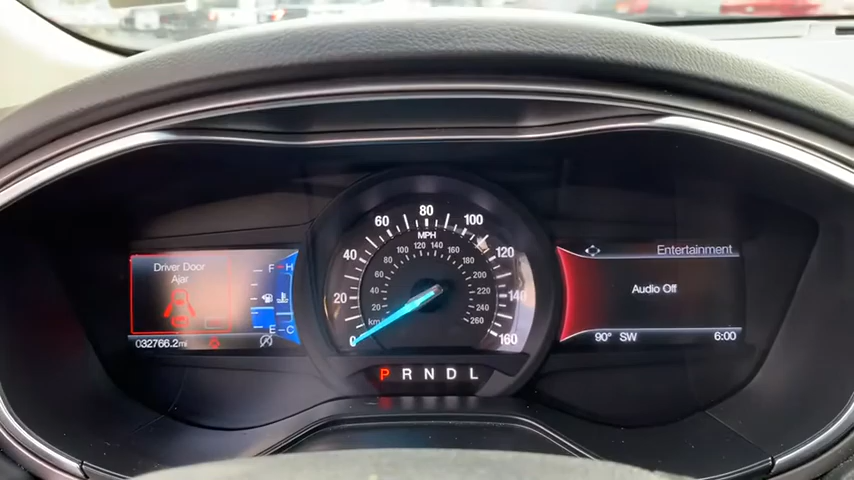 Driver Door
Ajar
F H
E C
032766.2mi
0 20 40 60 80 100 120 140 160
MPH
20 40 60 80 100 120 140 160 180 200 220 240 260
km/h
P R N D L
Entertainment
Audio Off
90° SW 6:00